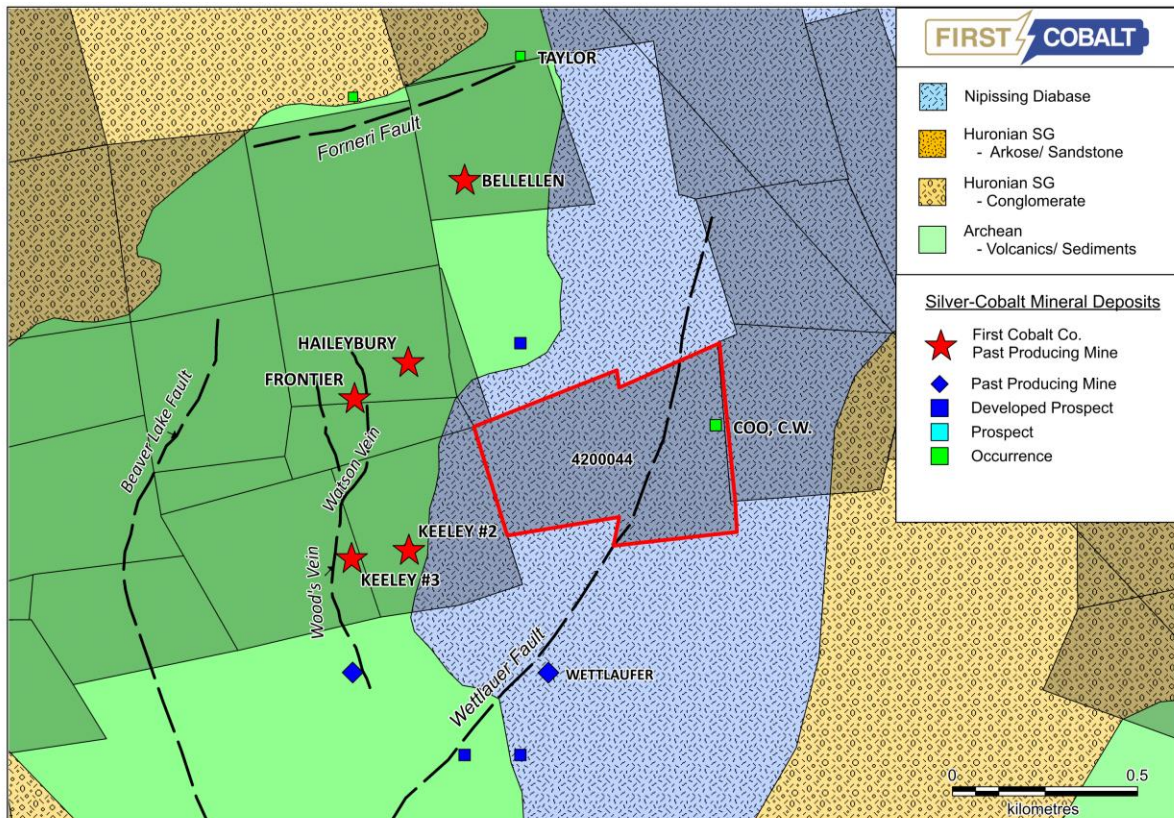 TAYLOR
Forneri Fault
BELLELLEN
HAILEYBURY
FRONTIER
Beaver Lake Fault
Watson Vein
COO, C.W.
4200044
KEELEY #2
KEELEY #3
Wood's Vein
Wettlauer Fault
WETTLAUFER
0
0.5
kilometres
FIRST COBALT
Nipissing Diabase
Huronian SG
- Arkose/ Sandstone
Huronian SG
- Conglomerate
Archean
- Volcanics/ Sediments
Silver-Cobalt Mineral Deposits
First Cobalt Co.
Past Producing Mine
Past Producing Mine
Developed Prospect
Prospect
Occurrence